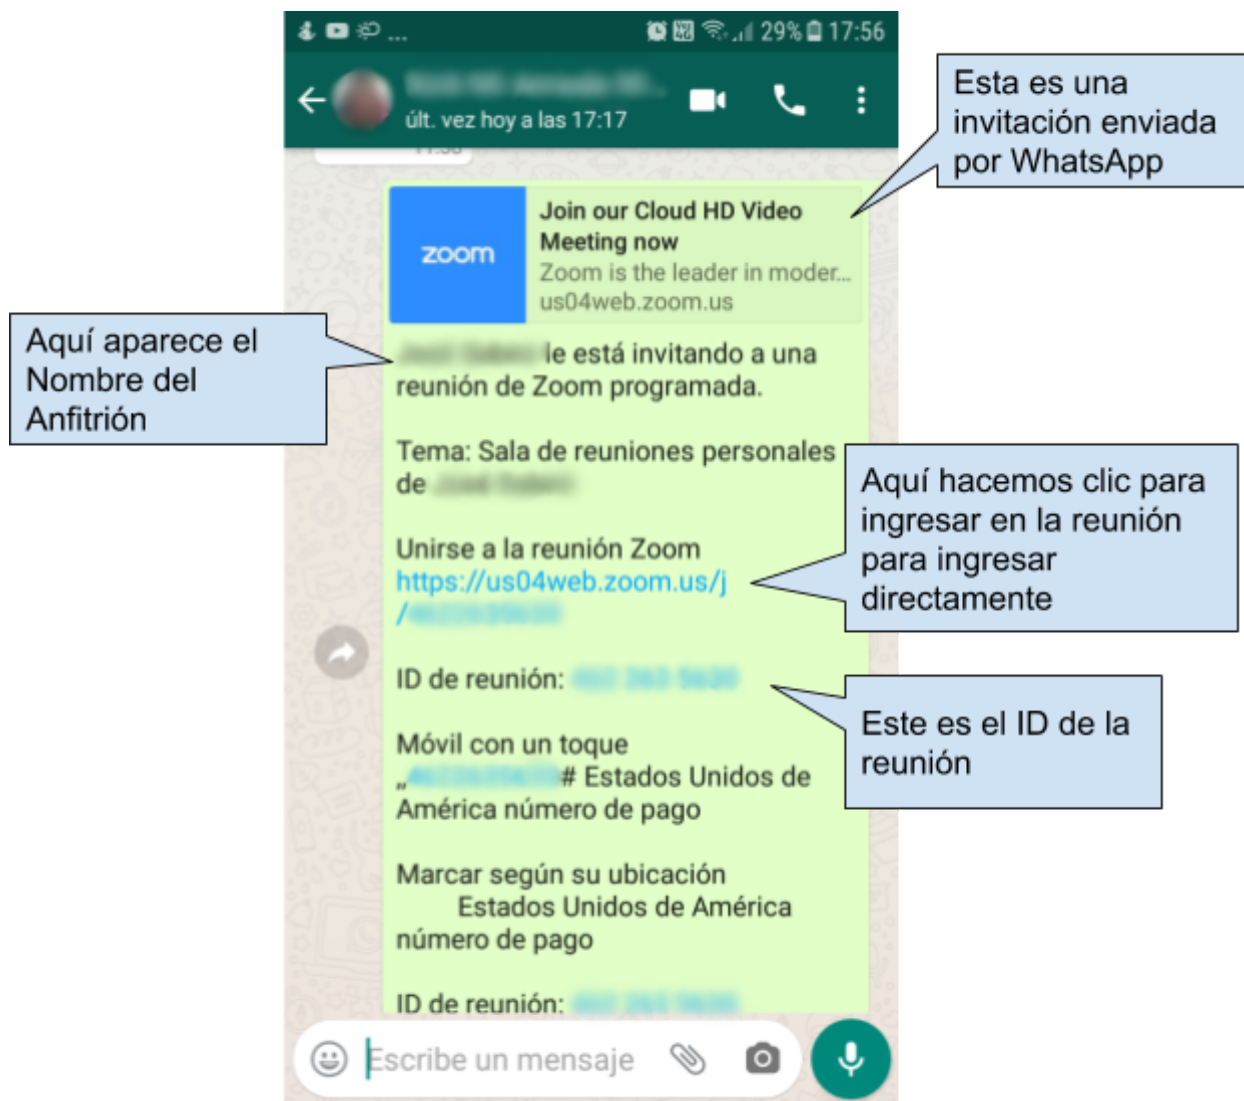 29% 17:56
últ. vez hoy a las 17:17
Esta es una
invitación enviada
por WhatsApp
zoom
Join our Cloud HD Video
Meeting now
Zoom is the leader in moder...
us04web.zoom.us
Aquí aparece el
Nombre del
Anfitrión
le está invitando a una
reunión de Zoom programada.
Tema: Sala de reuniones personales
de
Aquí hacemos clic para
ingresar en la reunión
para ingresar
directamente
Unirse a la reunión Zoom
https://us04web.zoom.us/j
/
ID de reunión:
Este es el ID de la
reunión
Móvil con un toque
,,# Estados Unidos de
América número de pago
Marcar según su ubicación
Estados Unidos de América
número de pago
ID de reunión:
Escribe un mensaje